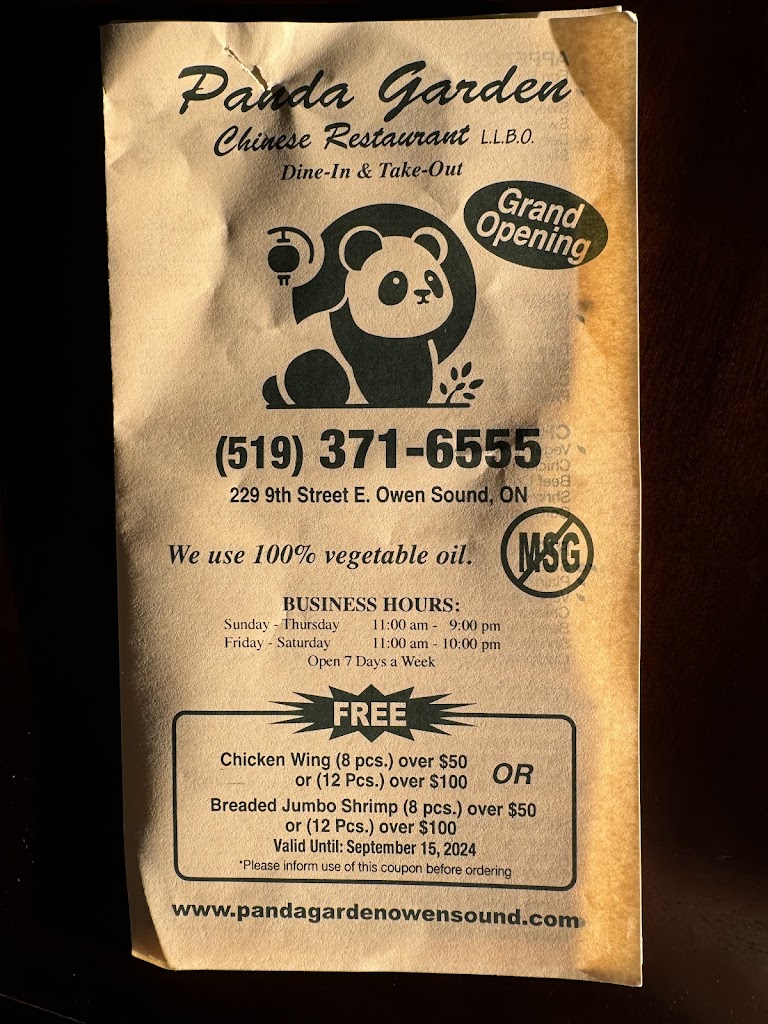 Panda Garden
Chinese Restaurant L.L.B.O.
Dine-In & Take-Out
Grand
Opening
(519) 371-6555
229 9th Street E. Owen Sound, ON
We use 100% vegetable oil.
MSG
BUSINESS HOURS:
Sunday - Thursday 11:00 am - 9:00 pm
Friday - Saturday 11:00 am - 10:00 pm
Open 7 Days a Week
FREE
Chicken Wing (8 pcs.) over $50
or (12 Pcs.) over $100
OR
Breaded Jumbo Shrimp (8 pcs.) over $50
or (12 Pcs.) over $100
Valid Until: September 15, 2024
*Please inform use of this coupon before ordering
www.pandagardenowensound.com